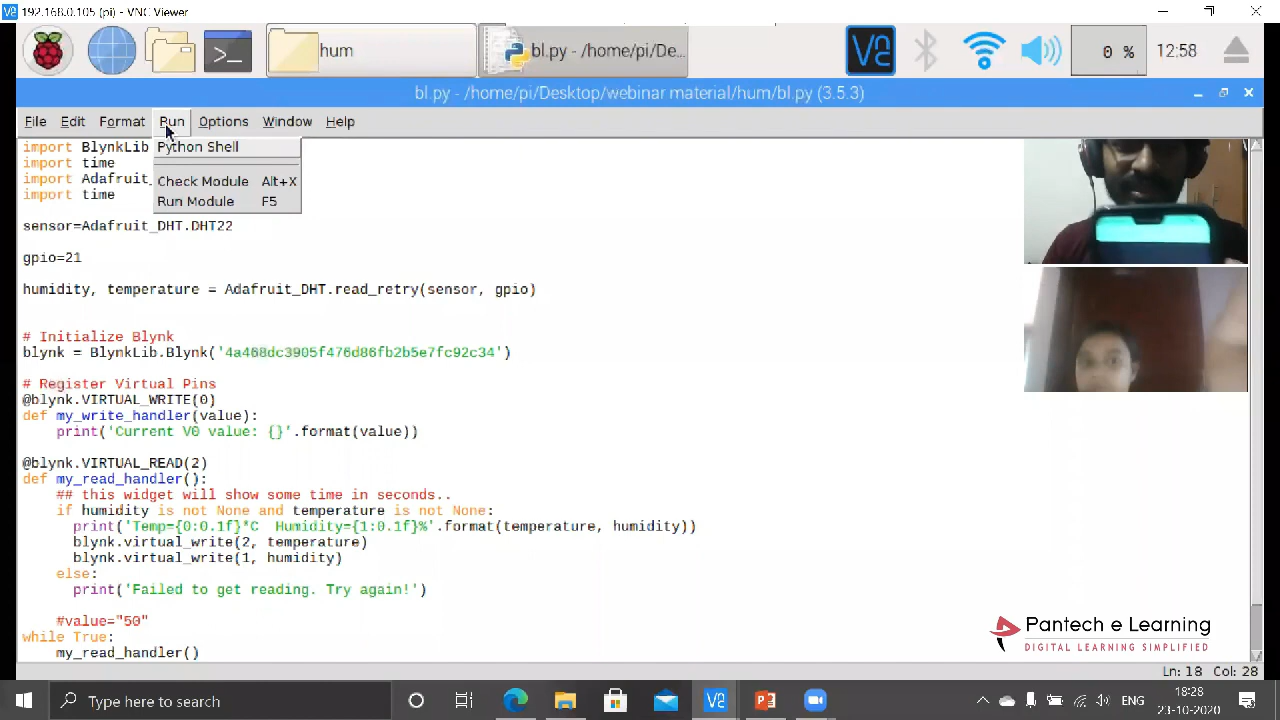 192.168.0.105 (pi) - VNC Viewer
hum
bl.py - /home/pi/De...
0 %
12:58
bl.py - /home/pi/Desktop/webinar material/hum/bl.py (3.5.3)
File Edit Format Run Options Window Help
Python Shell
Check Module Alt+X
Run Module F5
import BlynkLib
import time
import Adafruit_
import time
sensor=Adafruit_DHT.DHT22
gpio=21
humidity, temperature = Adafruit_DHT.read_retry(sensor, gpio)
# Initialize Blynk
blynk = BlynkLib.Blynk('4a468dc3905f476d86fb2b5e7fc92c34')
# Register Virtual Pins
@blynk.VIRTUAL_WRITE(0)
def my_write_handler(value):
print('Current V0 value: {}'.format(value))
@blynk.VIRTUAL_READ(2)
def my_read_handler():
## this widget will show some time in seconds..
if humidity is not None and temperature is not None:
print('Temp={0:0.1f}*C  Humidity={1:0.1f}%'.format(temperature, humidity))
blynk.virtual_write(2, temperature)
blynk.virtual_write(1, humidity)
else:
print('Failed to get reading. Try again!')
#value="50"
while True:
my_read_handler()
Pantech e Learning
DIGITAL LEARNING SIMPLIFIED
Ln: 18 Col: 28
Type here to search
ENG
18:28
23-10-2020